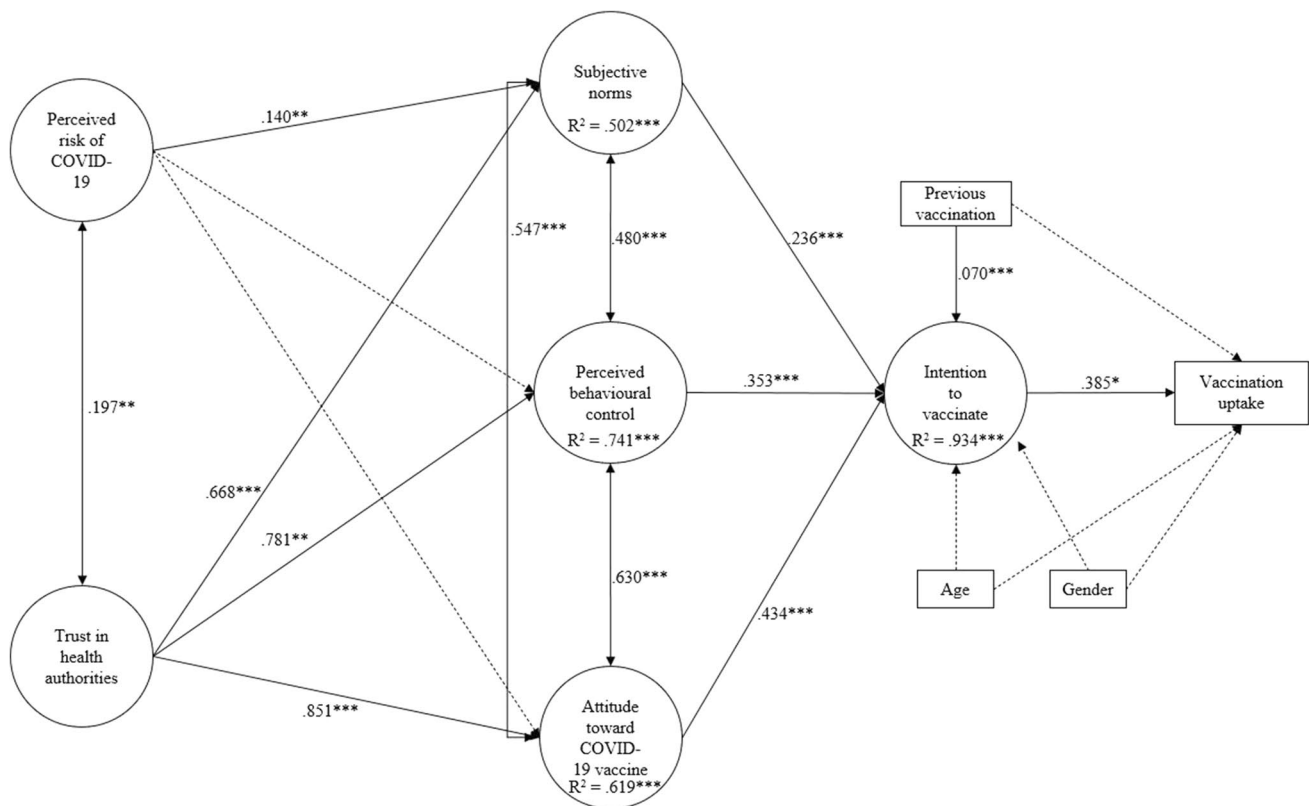 Perceived
risk of
COVID-
19
Trust in
health
authorities
.197**
.140**
.668***
.781**
.851***
Subjective
norms
R² = .502***
.547***
.480***
Perceived
behavioural
control
R² = .741***
.630***
Attitude
toward
COVID-
19 vaccine
R² = .619***
.236***
.353***
.434***
Previous
vaccination
.070***
Intention
to
vaccinate
R² = .934***
.385*
Vaccination
uptake
Age
Gender